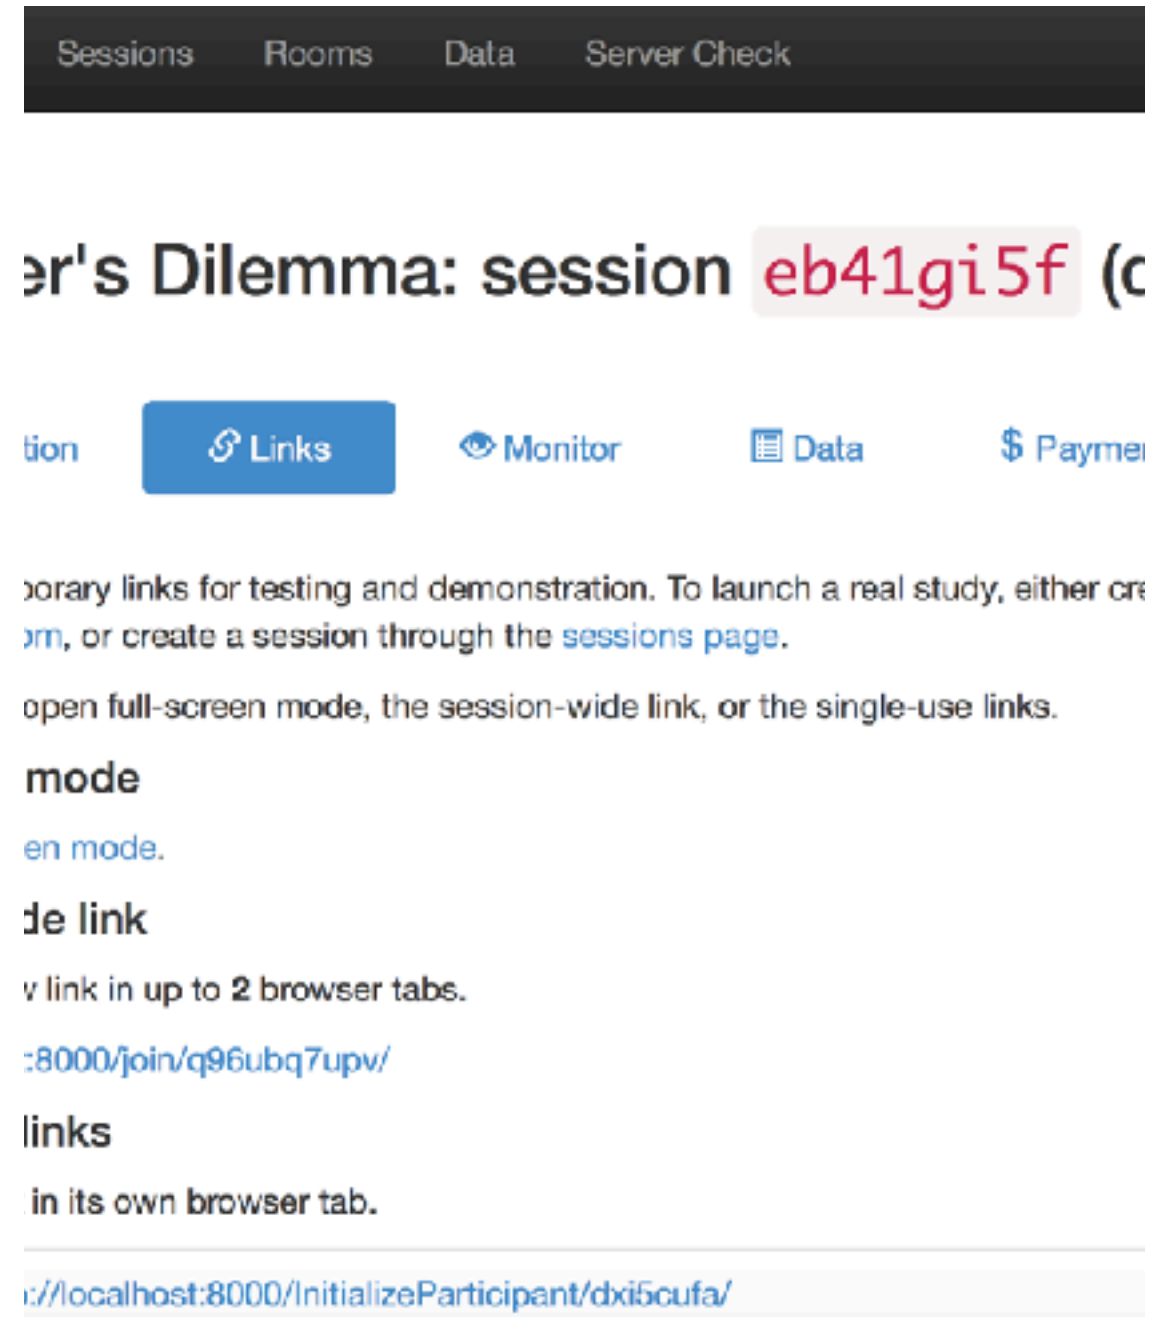 Sessions Rooms Data Server Check
er's Dilemma: session eb41gi5f (d
tion Links Monitor Data $ Paymer
porary links for testing and demonstration. To launch a real study, either cre
om, or create a session through the sessions page.
open full-screen mode, the session-wide link, or the single-use links.
mode
en mode.
de link
w link in up to 2 browser tabs.
:8000/join/q96ubq7upv/
links
in its own browser tab.
://localhost:8000/InitializeParticipant/dxi5cufa/